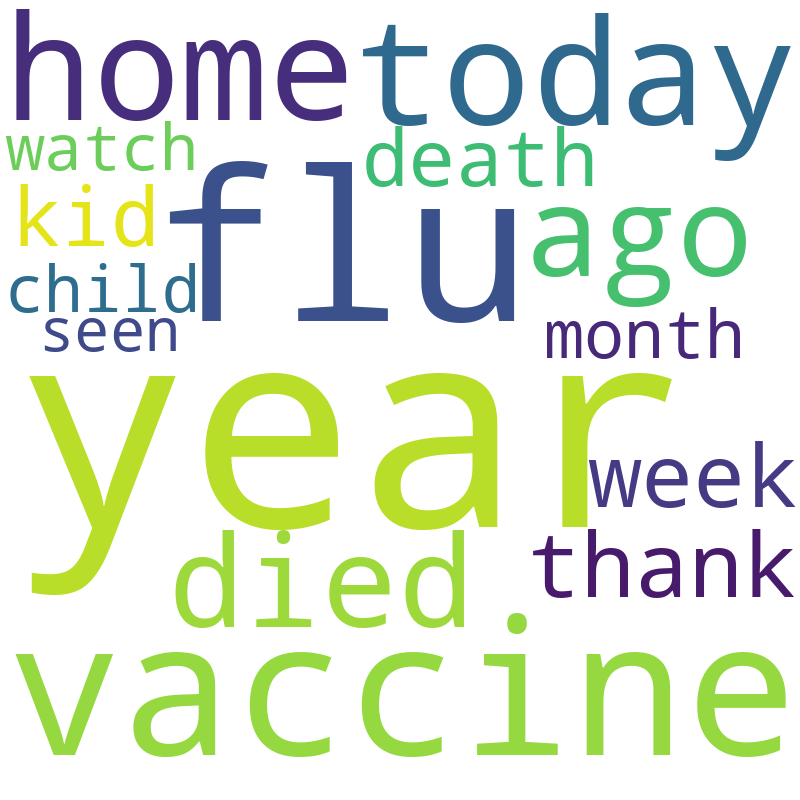 home today
watch death
kid flu ago
child
seen month
year
week
died thank
vaccine